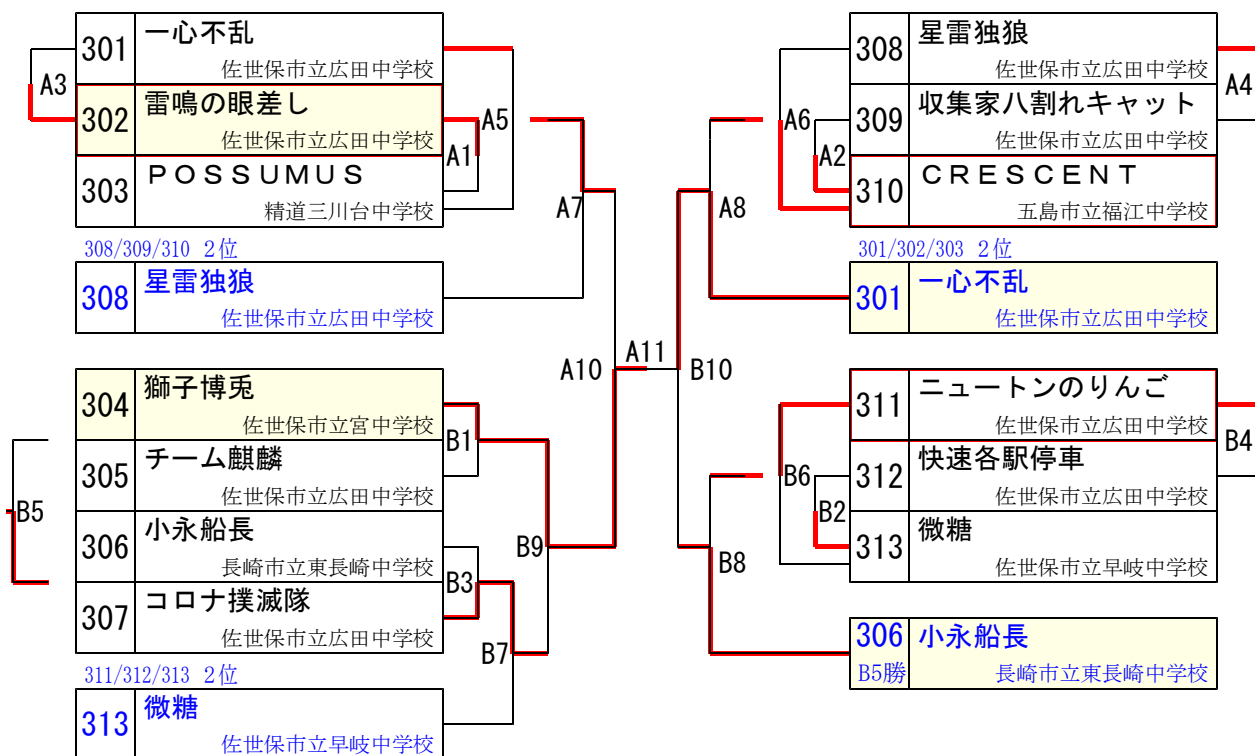 301 一心不乱
佐世保市立広田中学校
A3
302 雷鳴の眼差し
佐世保市立広田中学校
A1
A5
303 ＰＯＳＳＵＭＵＳ
精道三川台中学校
A7
308/309/310 2位
308 星雷独狼
佐世保市立広田中学校
304 獅子博兎
佐世保市立宮中学校
B1
305 チーム麒麟
佐世保市立広田中学校
B5
306 小永船長
長崎市立東長崎中学校
B9
B3
307 コロナ撲滅隊
佐世保市立広田中学校
B7
311/312/313 2位
313 微糖
佐世保市立早岐中学校
A10
A11
B10
308 星雷独狼
佐世保市立広田中学校
A4
A6
309 収集家八割れキャット
佐世保市立広田中学校
A2
310 ＣＲＥＳＣＥＮＴ
五島市立福江中学校
A8
301/302/303 2位
301 一心不乱
佐世保市立広田中学校
311 ニュートンのりんご
佐世保市立広田中学校
B4
B6
312 快速各駅停車
佐世保市立広田中学校
B2
313 微糖
佐世保市立早岐中学校
B8
306 小永船長
B5勝 長崎市立東長崎中学校